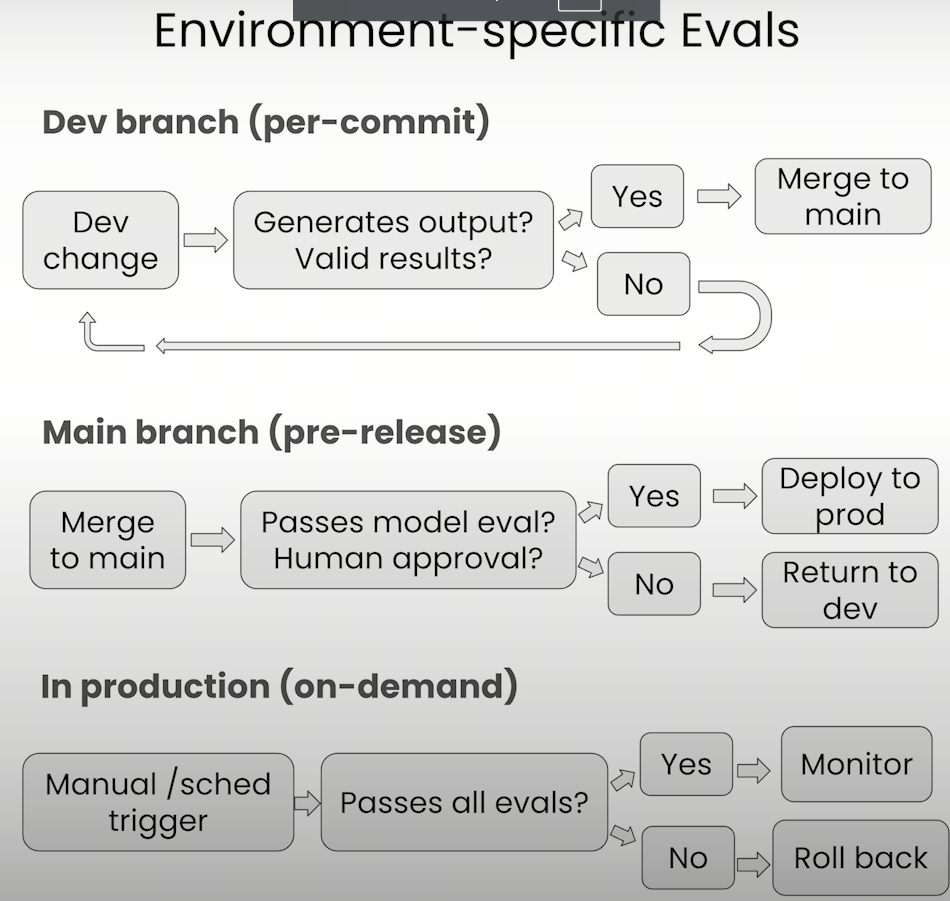 Environment-specific Evals
Dev branch (per-commit)
Dev
change
Generates output?
Valid results?
Yes
Merge to
main
No
Main branch (pre-release)
Merge
to main
Passes model eval?
Human approval?
Yes
Deploy to
prod
No
Return to
dev
In production (on-demand)
Manual /sched
trigger
Passes all evals?
Yes
Monitor
No
Roll back